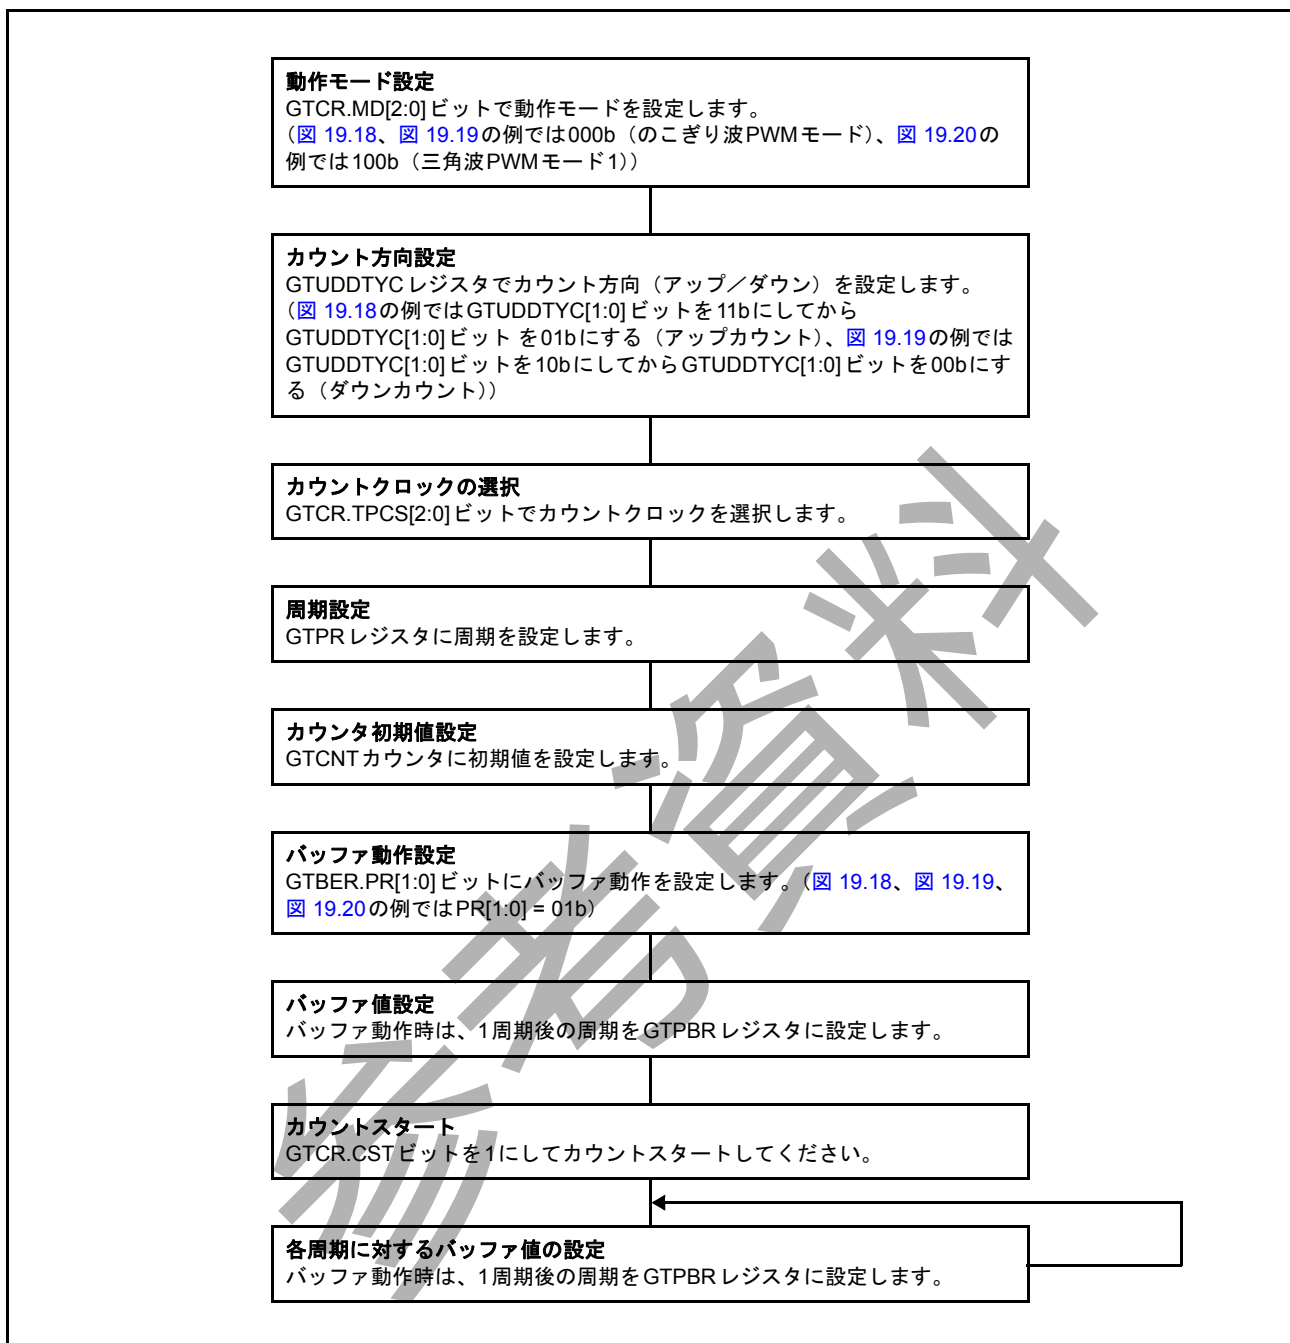 動作モード設定
GTCR.MD[2:0]ビットで動作モードを設定します。
（図 19.18、図 19.19の例では000b（のこぎり波PWMモード）、図 19.20の
例では100b（三角波PWMモード1））
カウント方向設定
GTUDDTYCレジスタでカウント方向（アップ／ダウン）を設定します。
（図 19.18の例ではGTUDDTYC[1:0]ビットを11bにしてから
GTUDDTYC[1:0]ビット を01bにする（アップカウント）、図 19.19の例では
GTUDDTYC[1:0]ビットを10bにしてからGTUDDTYC[1:0]ビットを00bにす
る（ダウンカウント））
カウントクロックの選択
GTCR.TPCS[2:0]ビットでカウントクロックを選択します。
周期設定
GTPRレジスタに周期を設定します。
カウンタ初期値設定
GTCNTカウンタに初期値を設定します。
バッファ動作設定
GTBER.PR[1:0]ビットにバッファ動作を設定します。（図 19.18、図 19.19、
図 19.20の例ではPR[1:0] = 01b）
バッファ値設定
バッファ動作時は、1周期後の周期をGTPBRレジスタに設定します。
カウントスタート
GTCR.CSTビットを1にしてカウントスタートしてください。
各周期に対するバッファ値の設定
バッファ動作時は、1周期後の周期をGTPBRレジスタに設定します。
参考資料